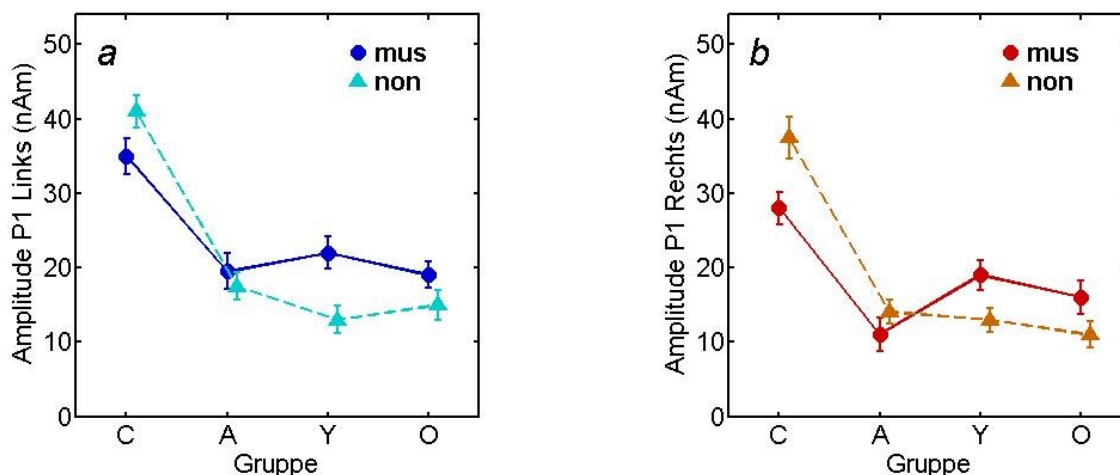 a
mus
non
Amplitude P1 Links (nAm)
50
40
30
20
10
0
C A Y O
Gruppe
b
mus
non
Amplitude P1 Rechts (nAm)
50
40
30
20
10
0
C A Y O
Gruppe